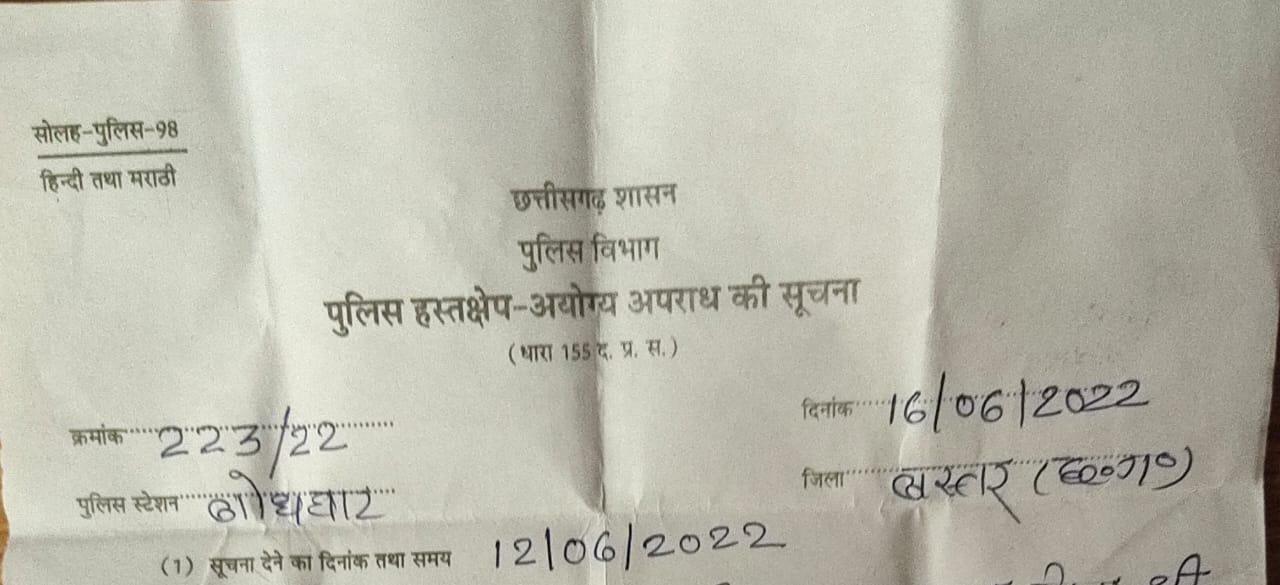 सोलह-पुलिस-98
हिन्दी तथा मराठी
छत्तीसगढ़ शासन
पुलिस विभाग
पुलिस हस्तक्षेप-अयोग्य अपराध की सूचना
(धारा 155 द. प्र. स.)
दिनांक 16/06/2022
क्रमांक 223/22
जिला बस्तर (छ०ग०)
पुलिस स्टेशन बोधघाट
(1) सूचना देने का दिनांक तथा समय 12/06/2022